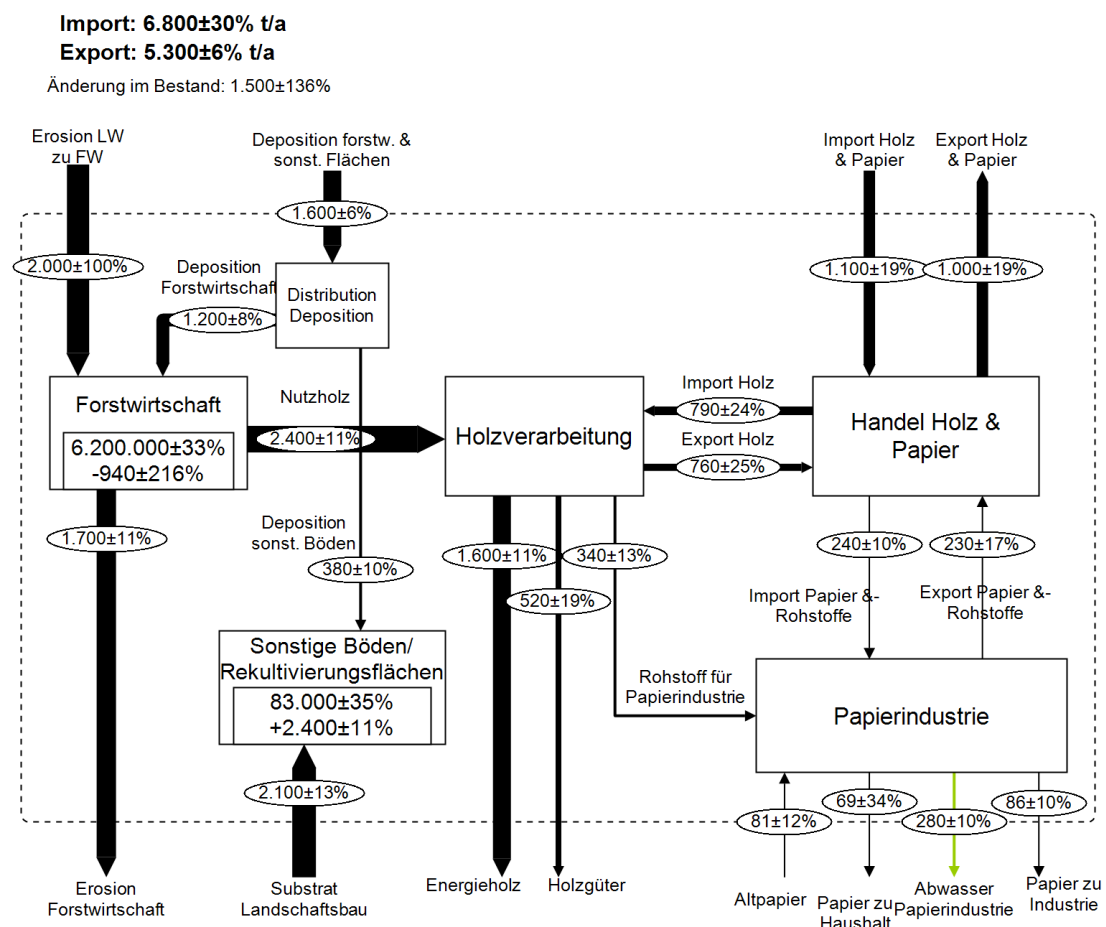 Import: 6.800±30% t/a
Export: 5.300±6% t/a
Änderung im Bestand: 1.500±136%
Erosion LW
zu FW
Deposition forstw. &
sonst. Flächen
Import Holz
& Papier
Export Holz
& Papier
1.600±6%
2.000±100%
Deposition
Forstwirtschaft
1.200±8%
Distribution
Deposition
1.100±19%
1.000±19%
Forstwirtschaft
6.200.000±33%
-940±216%
Nutzholz
2.400±11%
Holzverarbeitung
Import Holz
790±24%
Export Holz
760±25%
Handel Holz &
Papier
1.700±11%
Deposition
sonst. Böden
380±10%
1.600±11%
340±13%
520±19%
240±10%
230±17%
Import Papier &-
Rohstoffe
Export Papier &-
Rohstoffe
Sonstige Böden/
Rekultivierungsflächen
83.000±35%
+2.400±11%
Rohstoff für
Papierindustrie
Papierindustrie
2.100±13%
81±12%
69±34%
280±10%
86±10%
Erosion
Forstwirtschaft
Substrat
Landschaftsbau
Energieholz
Holzgüter
Altpapier
Papier zu
Haushalt
Abwasser
Papierindustrie
Papier zu
Industrie